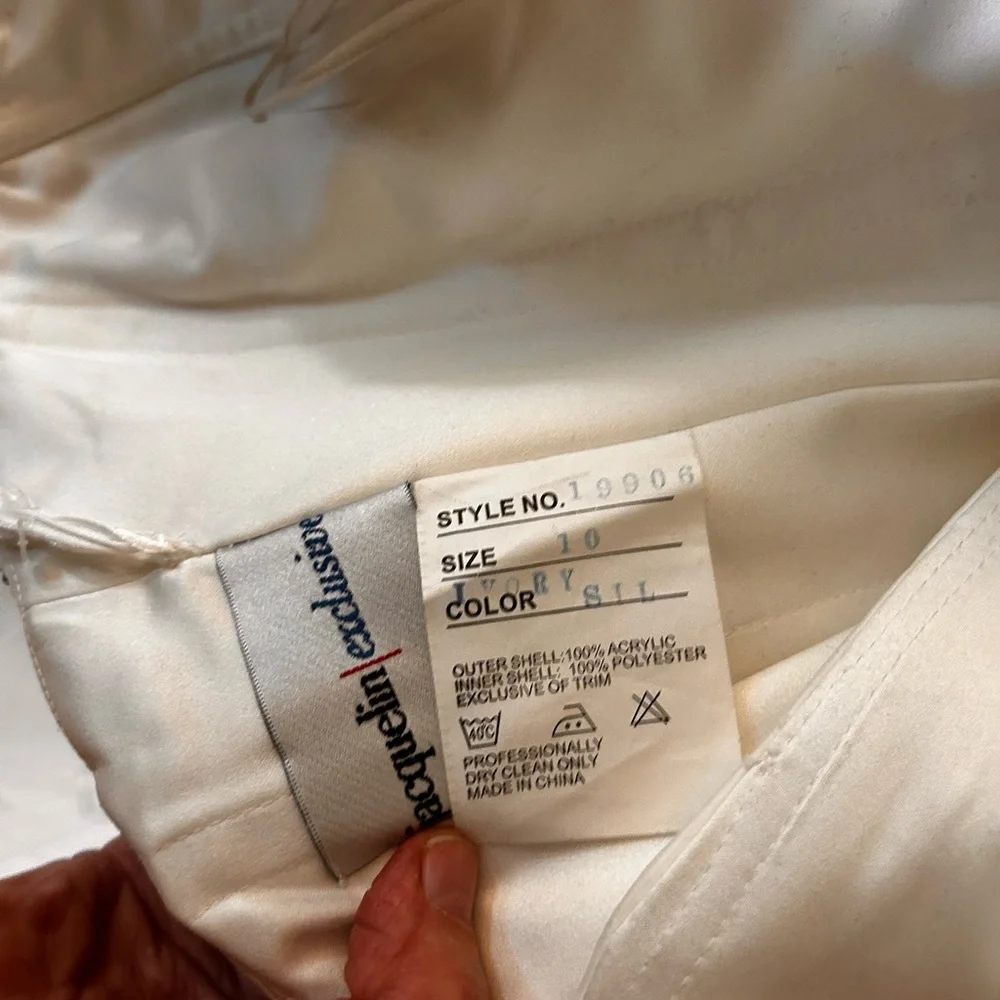 jacquelin|exclusive
STYLE NO. 19906
SIZE 10
COLOR IVORY SIL
OUTER SHELL:100% ACRYLIC
INNER SHELL: 100% POLYESTER
EXCLUSIVE OF TRIM
40°C
PROFESSIONALLY
DRY CLEAN ONLY
MADE IN CHINA